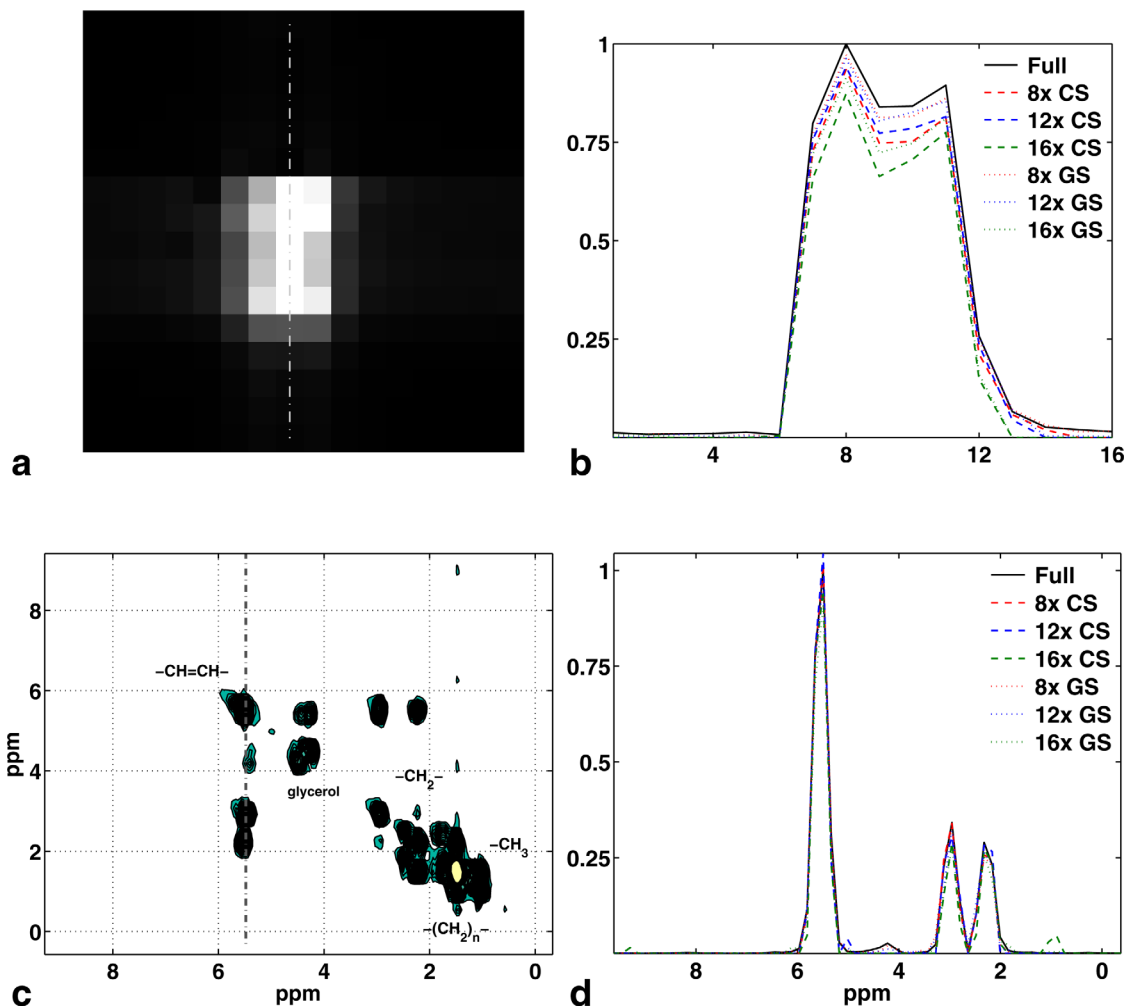 a
1
0.75
0.5
0.25
4
8
12
16
Full
8x CS
12x CS
16x CS
8x GS
12x GS
16x GS
b
ppm
8
6
4
2
0
–CH=CH–
glycerol
–CH2–
–CH3
–(CH2)n–
8
6
4
2
0
ppm
c
1
0.75
0.5
0.25
6
4
2
0
ppm
Full
8x CS
12x CS
16x CS
8x GS
12x GS
16x GS
d